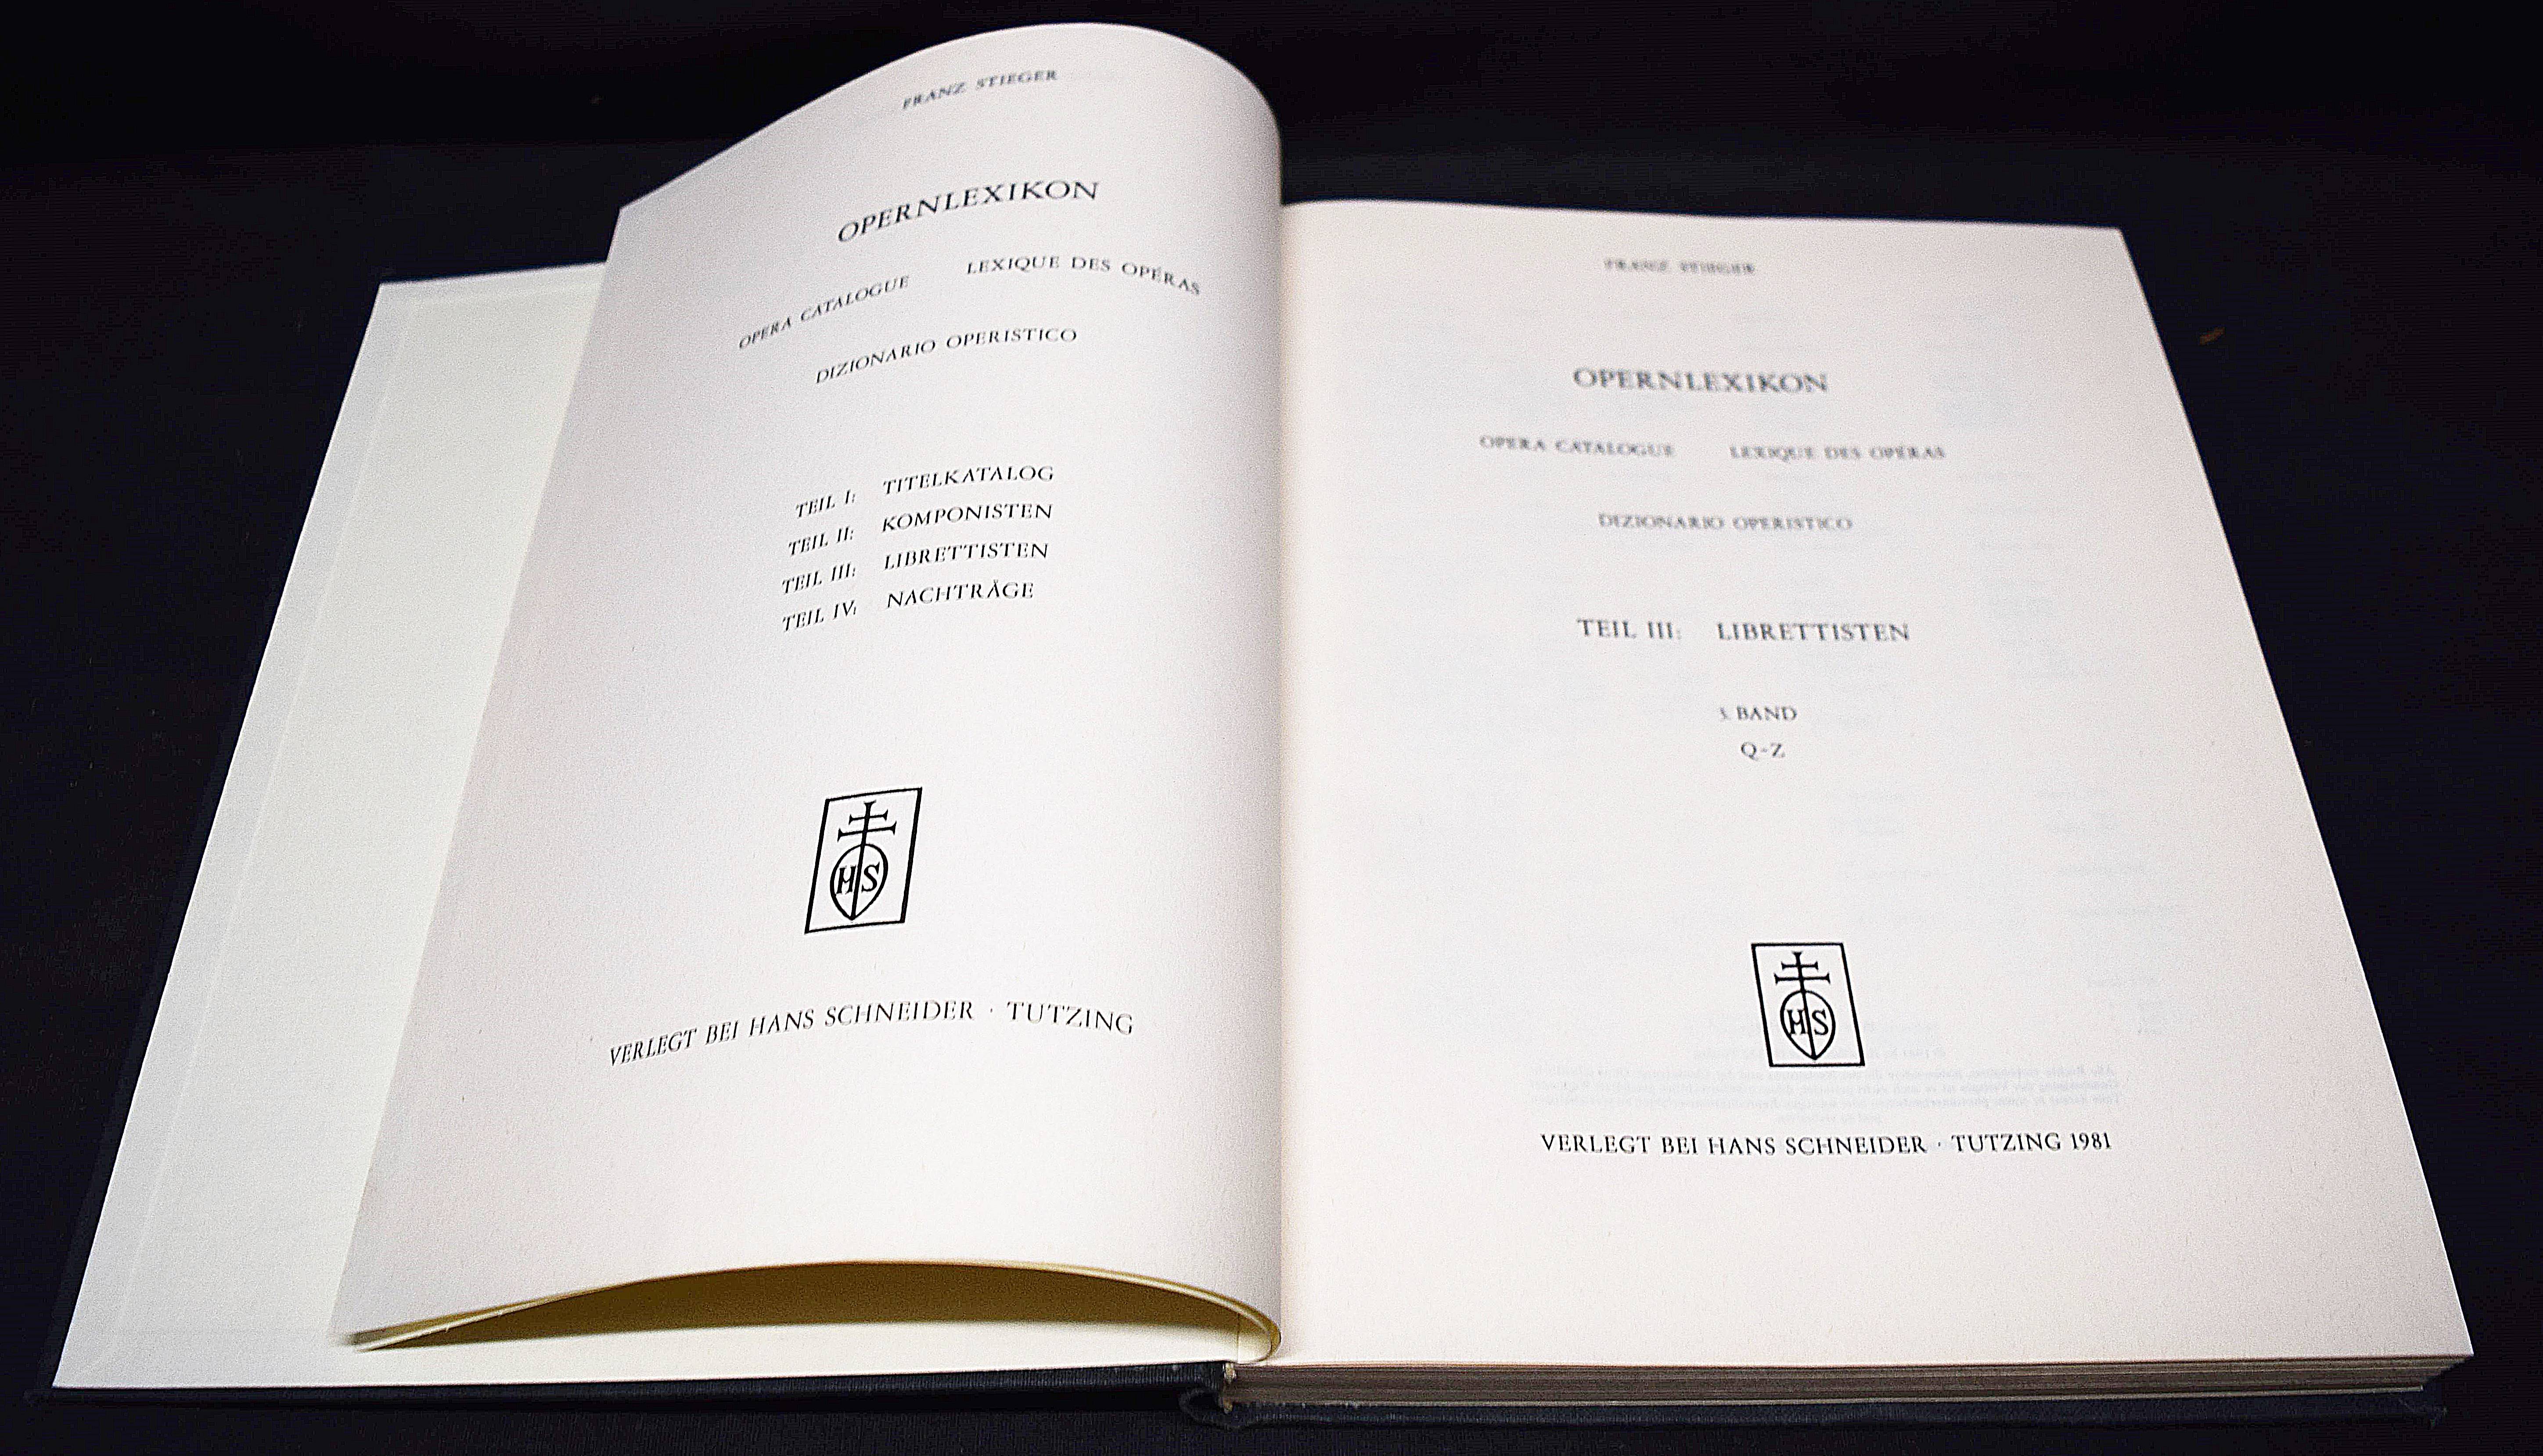 FRANZ STIEGER
OPERNLEXIKON
OPERA CATALOGUE LEXIQUE DES OPÉRAS
DIZIONARIO OPERISTICO
TEIL I: TITELKATALOG
TEIL II: KOMPONISTEN
TEIL III: LIBRETTISTEN
TEIL IV: NACHTRÄGE
HS
VERLEGT BEI HANS SCHNEIDER · TUTZING
FRANZ STIEGER
OPERNLEXIKON
OPERA CATALOGUE LEXIQUE DES OPÉRAS
DIZIONARIO OPERISTICO
TEIL III: LIBRETTISTEN
3. BAND
Q-Z
HS
VERLEGT BEI HANS SCHNEIDER · TUTZING 1981